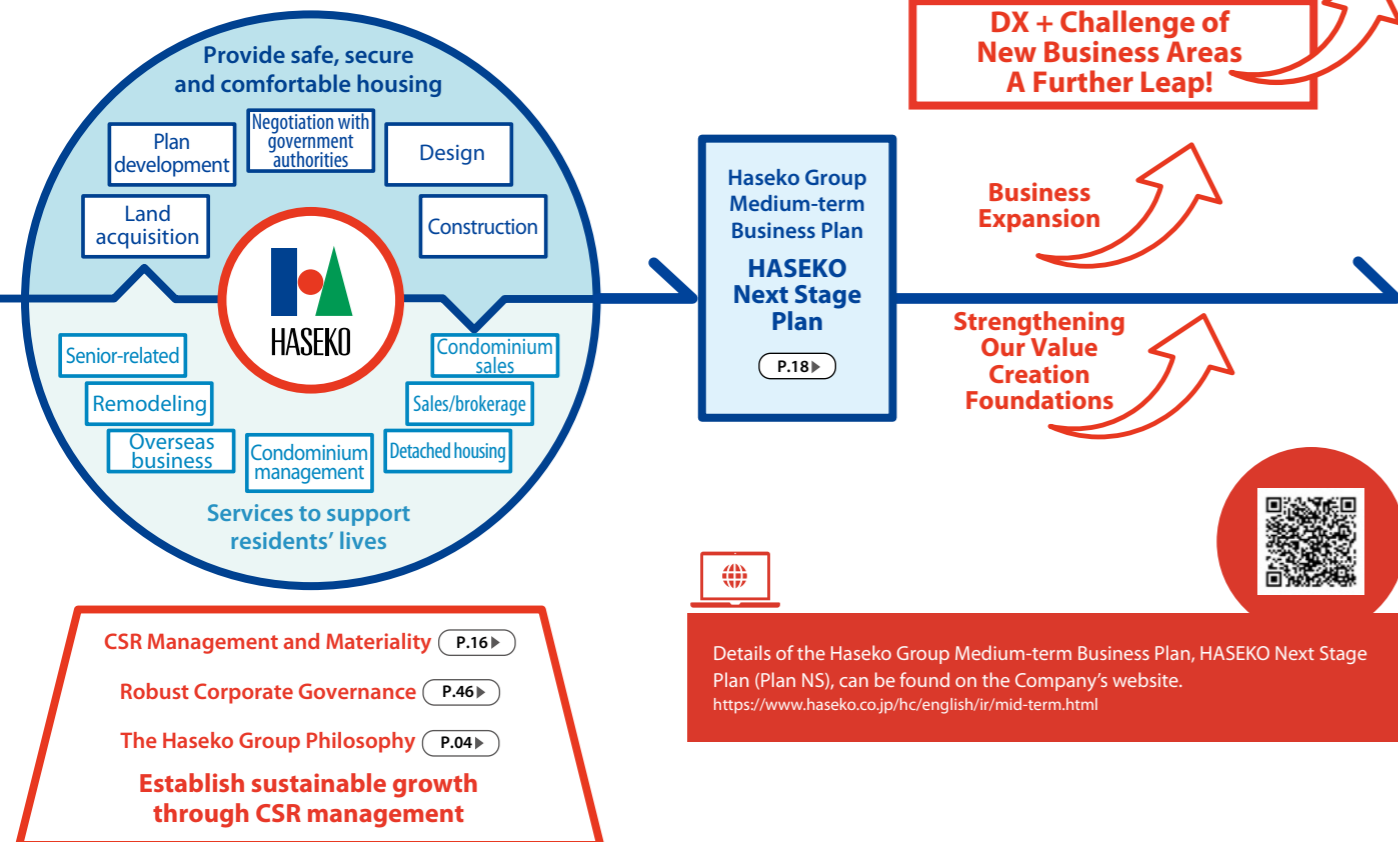 Provide safe, secure
and comfortable housing
Plan
development
Negotiation with
government
authorities
Design
Land
acquisition
Construction
HASEKO
Senior-related
Condominium
sales
Remodeling
Sales/brokerage
Overseas
business
Condominium
management
Detached housing
Services to support
residents’ lives
CSR Management and Materiality P.16▶
Robust Corporate Governance P.46▶
The Haseko Group Philosophy P.04▶
Establish sustainable growth
through CSR management
Haseko Group
Medium-term
Business Plan
HASEKO
Next Stage
Plan
P.18▶
DX + Challenge of
New Business Areas
A Further Leap!
Business
Expansion
Strengthening
Our Value
Creation
Foundations
Details of the Haseko Group Medium-term Business Plan, HASEKO Next Stage
Plan (Plan NS), can be found on the Company’s website.
https://www.haseko.co.jp/hc/english/ir/mid-term.html